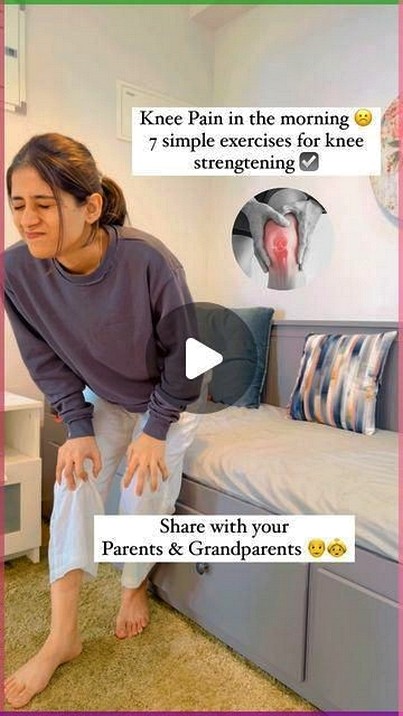 Knee Pain in the morning ☹️
7 simple exercises for knee
strengtening ☑️
Share with your
Parents & Grandparents 👴👵